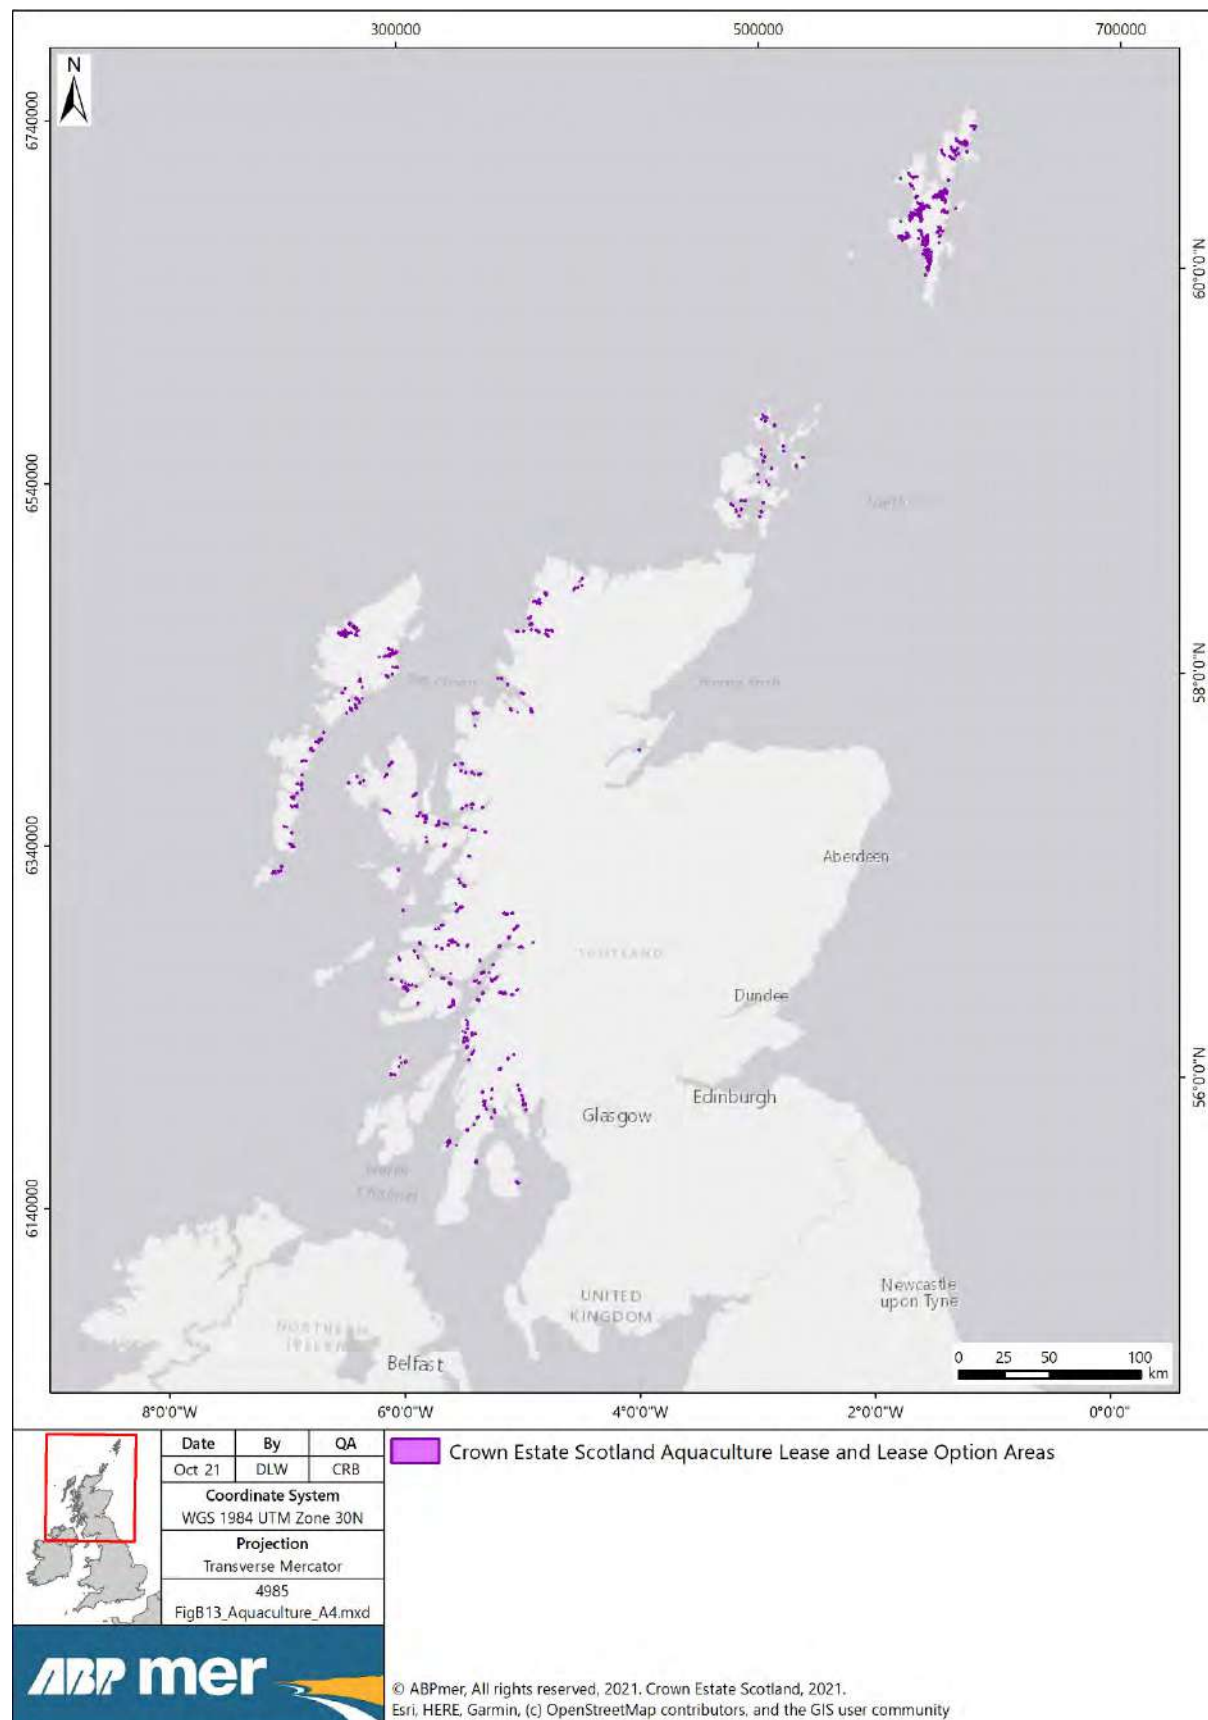 300000
500000
700000
N
6740000
60°0'0"N
6540000
58°0'0"N
6340000
Aberdeen
SCOTLAND
Dundee
56°0'0"N
Edinburgh
Glasgow
Channel
6140000
UNITED
KINGDOM
Newcastle
upon Tyne
NORTHERN
Belfast
0 25 50 100
km
8°0'0"W
6°0'0"W
4°0'0"W
2°0'0"W
0°0'0"
Date By QA
Oct 21 DLW CRB
Coordinate System
WGS 1984 UTM Zone 30N
Projection
Transverse Mercator
4985
FigB13_Aquaculture_A4.mxd
Crown Estate Scotland Aquaculture Lease and Lease Option Areas
ABP mer
© ABPmer, All rights reserved, 2021. Crown Estate Scotland, 2021.
Esri, HERE, Garmin, (c) OpenStreetMap contributors, and the GIS user community